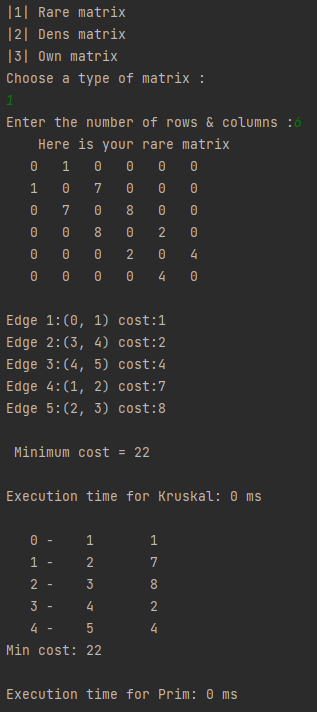 |1| Rare matrix
|2| Dens matrix
|3| Own matrix
Choose a type of matrix :
1
Enter the number of rows & columns :6
Here is your rare matrix
0 1 0 0 0 0
1 0 7 0 0 0
0 7 0 8 0 0
0 0 8 0 2 0
0 0 0 2 0 4
0 0 0 0 4 0
Edge 1:(0, 1) cost:1
Edge 2:(3, 4) cost:2
Edge 3:(4, 5) cost:4
Edge 4:(1, 2) cost:7
Edge 5:(2, 3) cost:8
Minimum cost = 22
Execution time for Kruskal: 0 ms
0 - 1 1
1 - 2 7
2 - 3 8
3 - 4 2
4 - 5 4
Min cost: 22
Execution time for Prim: 0 ms